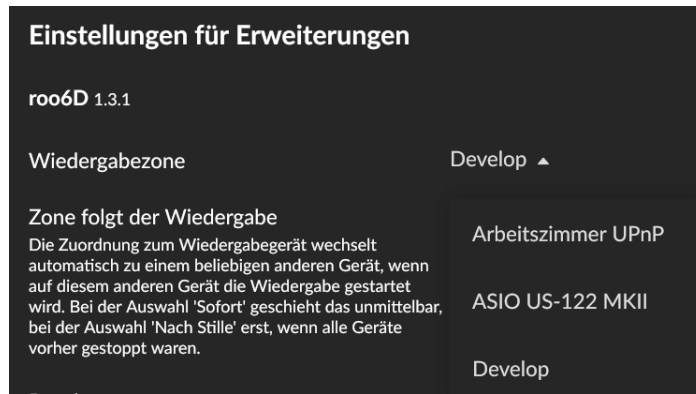 Einstellungen für Erweiterungen
roo6D 1.3.1
Wiedergabezone
Develop
Zone folgt der Wiedergabe
Die Zuordnung zum Wiedergabegerät wechselt
automatisch zu einem beliebigen anderen Gerät, wenn
auf diesem anderen Gerät die Wiedergabe gestartet
wird. Bei der Auswahl 'Sofort' geschieht das unmittelbar,
bei der Auswahl 'Nach Stille' erst, wenn alle Geräte
vorher gestoppt waren.
Arbeitszimmer UPnP
ASIO US-122 MKII
Develop